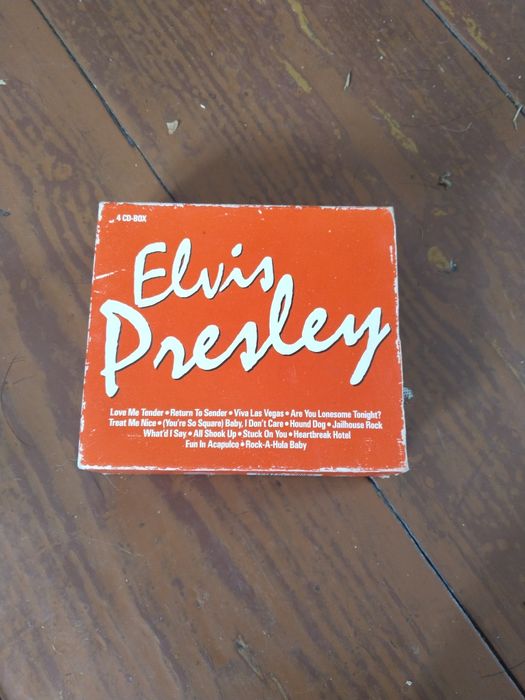 4 CD-BOX
Elvis
Presley
Love Me Tender • Return To Sender • Viva Las Vegas • Are You Lonesome Tonight?
Treat Me Nice • (You're So Square) Baby, I Don't Care • Hound Dog • Jailhouse Rock
What'd I Say • All Shook Up • Stuck On You • Heartbreak Hotel
Fun In Acapulco • Rock-A-Hula Baby